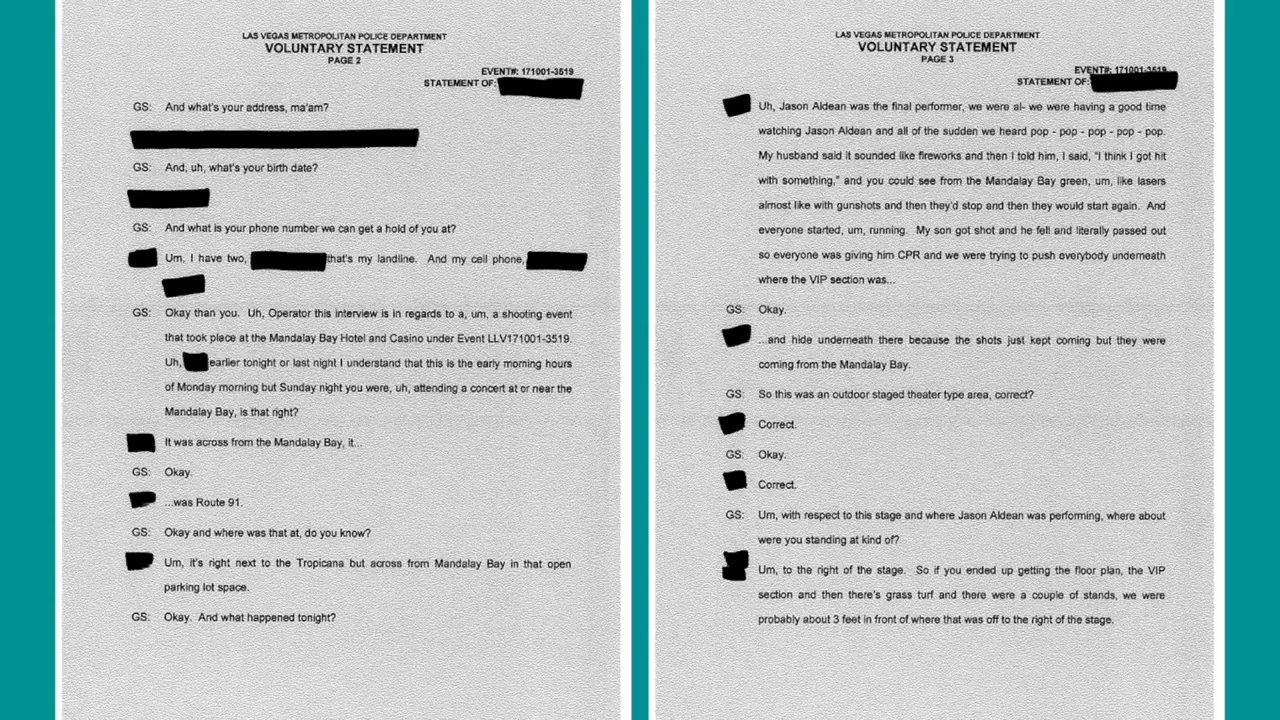 LAS VEGAS METROPOLITAN POLICE DEPARTMENT
VOLUNTARY STATEMENT
PAGE 2
EVENT#: 171001-3519
STATEMENT OF:
GS: And what's your address, ma'am?
GS: And, uh, what's your birth date?
GS: And what is your phone number we can get a hold of you at?
Um, I have two, that's my landline. And my cell phone,
GS: Okay than you. Uh, Operator this interview is in regards to a, um, a shooting event
that took place at the Mandalay Bay Hotel and Casino under Event LLV171001-3519.
Uh, earlier tonight or last night I understand that this is the early morning hours
of Monday morning but Sunday night you were, uh, attending a concert at or near the
Mandalay Bay, is that right?
It was across from the Mandalay Bay, it...
GS: Okay.
...was Route 91.
GS: Okay and where was that at, do you know?
Um, it's right next to the Tropicana but across from Mandalay Bay in that open
parking lot space.
GS: Okay. And what happened tonight?
LAS VEGAS METROPOLITAN POLICE DEPARTMENT
VOLUNTARY STATEMENT
PAGE 3
EVENT#: 171001-3519
STATEMENT OF:
Uh, Jason Aldean was the final performer, we were al- we were having a good time
watching Jason Aldean and all of the sudden we heard pop - pop - pop - pop - pop.
My husband said it sounded like fireworks and then I told him, I said, "I think I got hit
with something," and you could see from the Mandalay Bay green, um, like lasers
almost like with gunshots and then they'd stop and then they would start again. And
everyone started, um, running. My son got shot and he fell and literally passed out
so everyone was giving him CPR and we were trying to push everybody underneath
where the VIP section was...
GS: Okay.
...and hide underneath there because the shots just kept coming but they were
coming from the Mandalay Bay.
GS: So this was an outdoor staged theater type area, correct?
Correct.
GS: Okay.
Correct.
GS: Um, with respect to this stage and where Jason Aldean was performing, where about
were you standing at kind of?
Um, to the right of the stage. So if you ended up getting the floor plan, the VIP
section and then there's grass turf and there were a couple of stands, we were
probably about 3 feet in front of where that was off to the right of the stage.